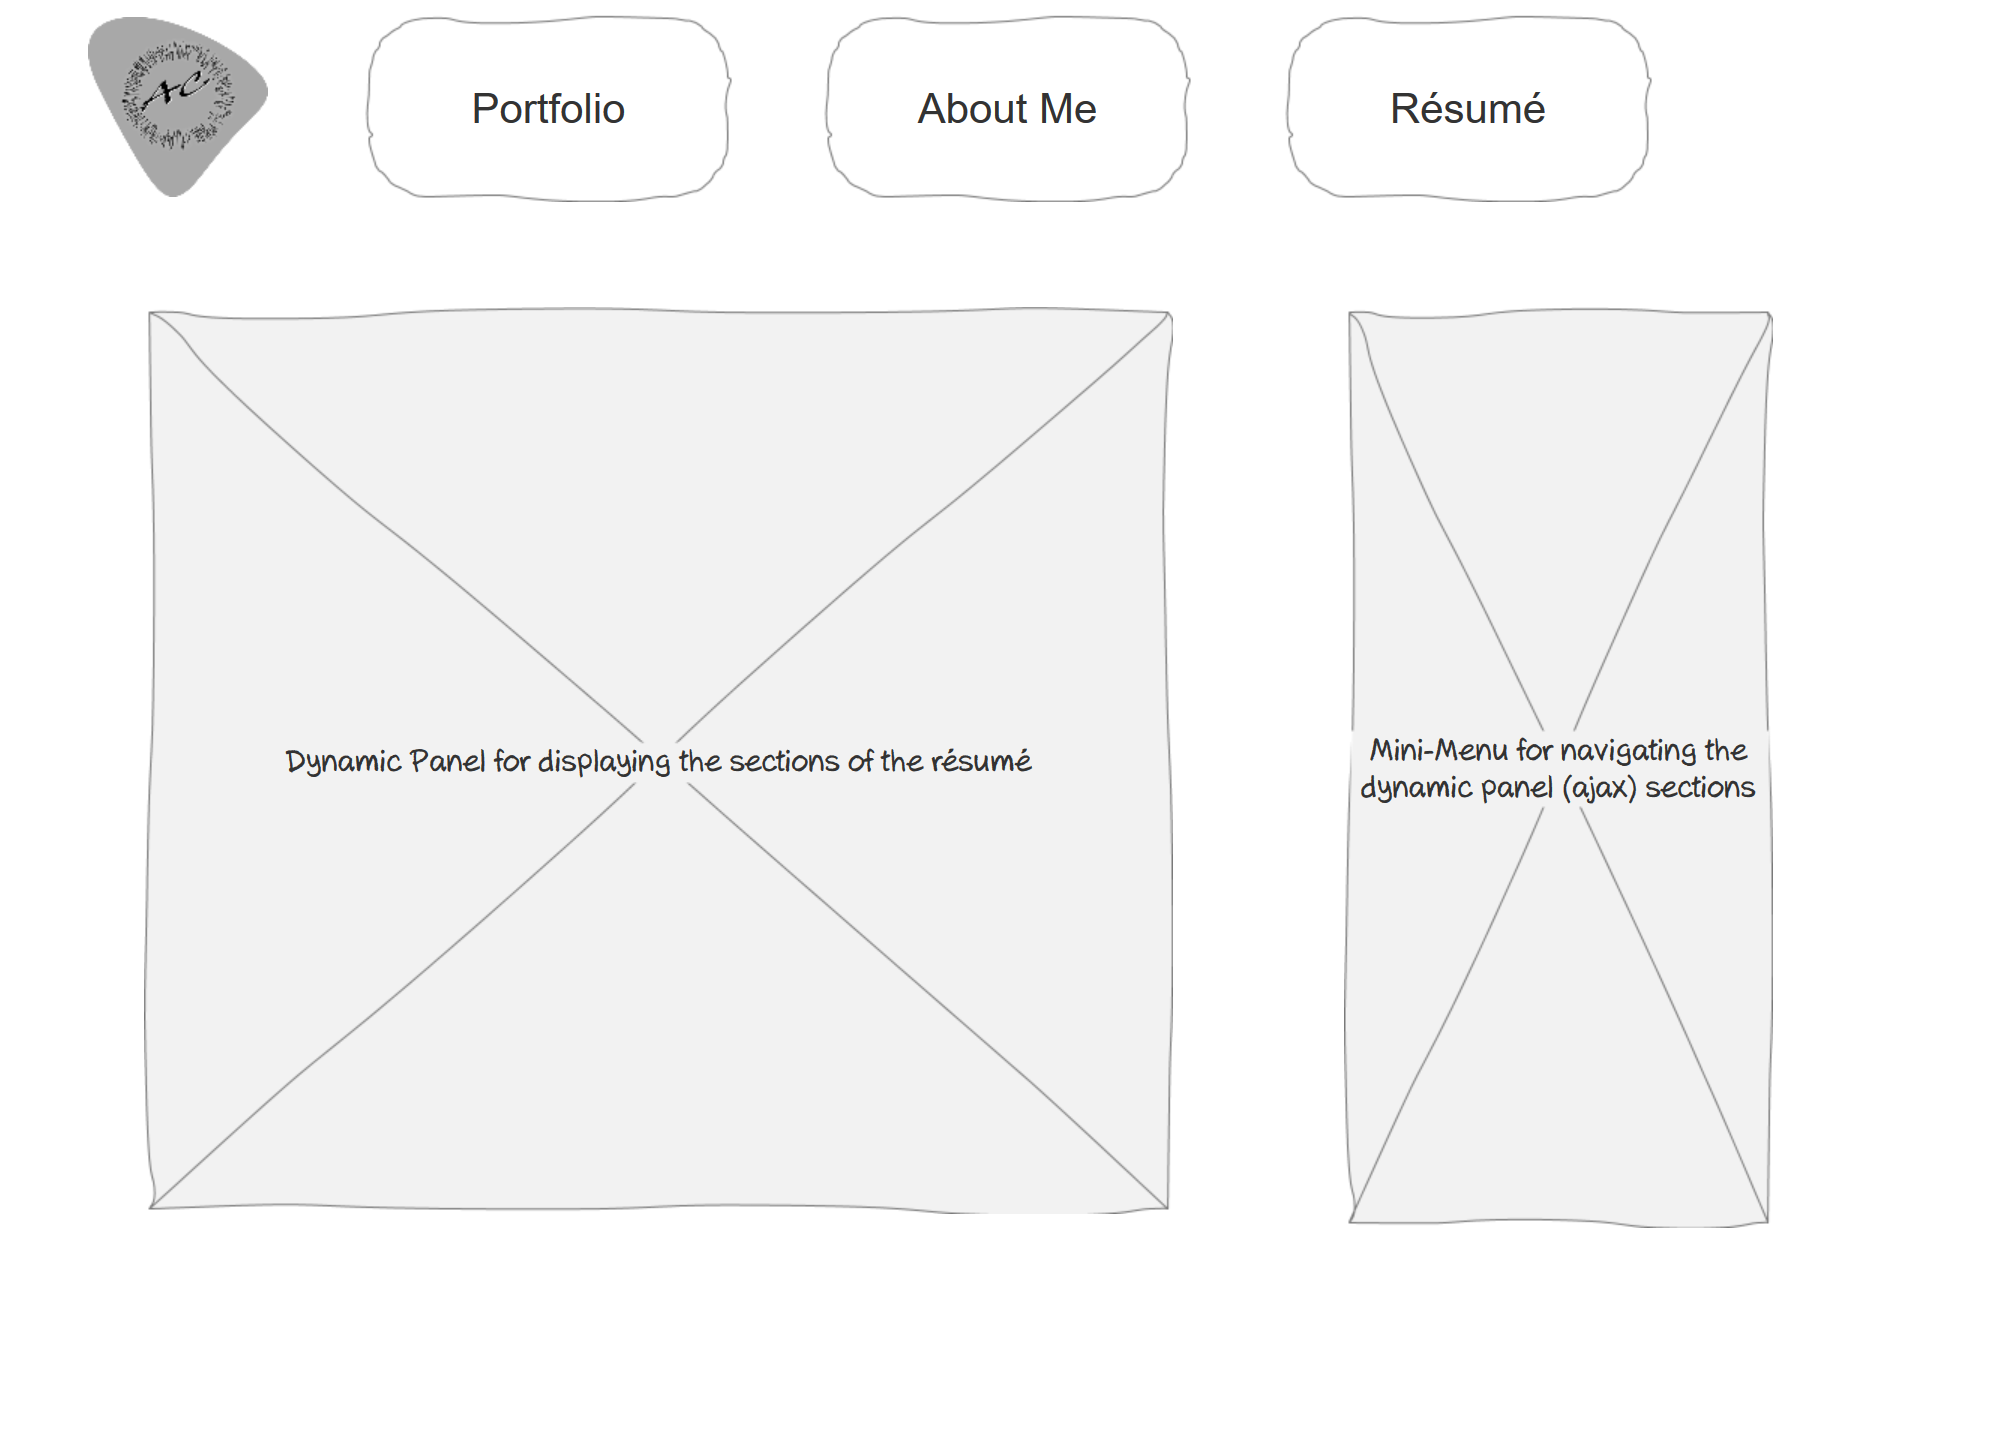 AC
Portfolio
About Me
Résumé
Dynamic Panel for displaying the sections of the résumé
Mini-Menu for navigating the
dynamic panel (ajax) sections